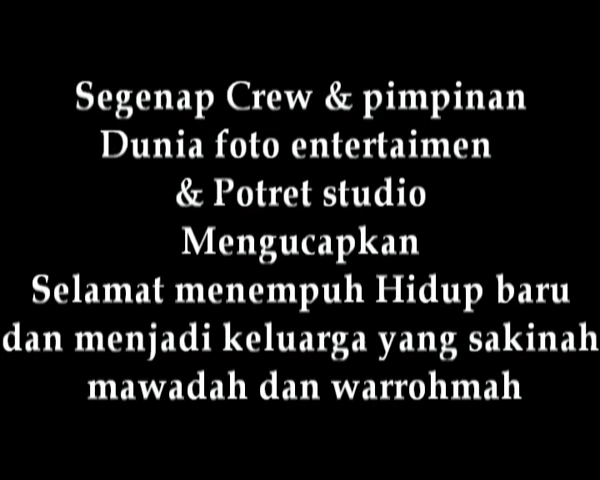 Segenap Crew & pimpinan
Dunia foto entertaimen
& Potret studio
Mengucapkan
Selamat menempuh Hidup baru
dan menjadi keluarga yang sakinah
mawadah dan warrohmah